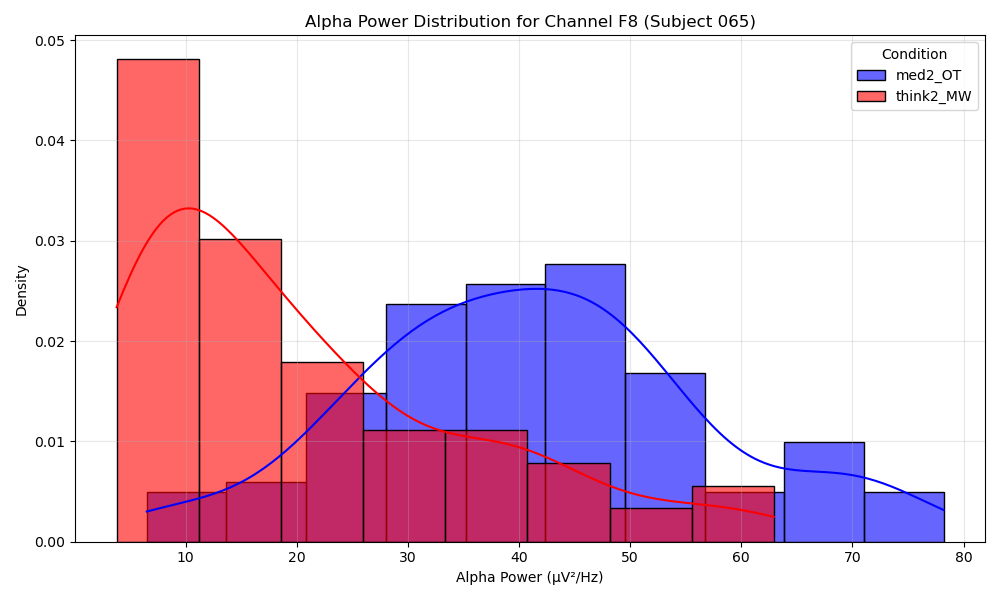 Alpha Power Distribution for Channel F8 (Subject 065)
Condition
med2_OT
think2_MW
Density
0.05
0.04
0.03
0.02
0.01
0.00
10 20 30 40 50 60 70 80
Alpha Power (µV²/Hz)